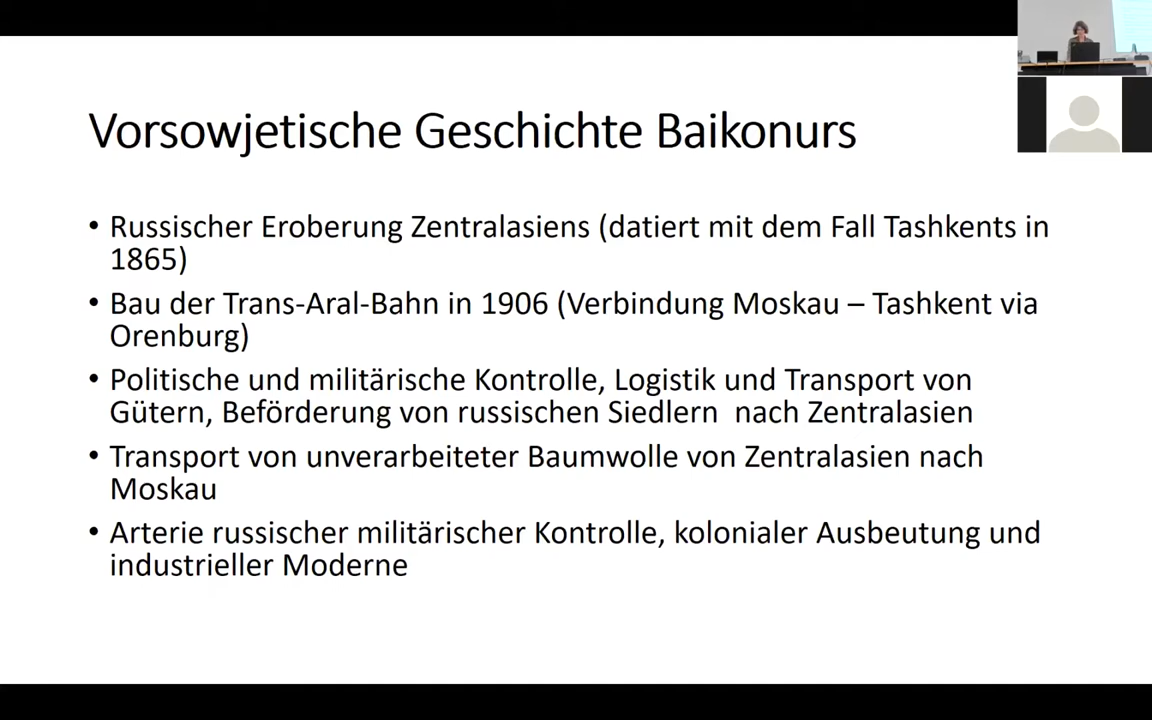 Vorsowjetische Geschichte Baikonurs
• Russischer Eroberung Zentralasiens (datiert mit dem Fall Tashkents in
1865)
• Bau der Trans-Aral-Bahn in 1906 (Verbindung Moskau – Tashkent via
Orenburg)
• Politische und militärische Kontrolle, Logistik und Transport von
Gütern, Beförderung von russischen Siedlern  nach Zentralasien
• Transport von unverarbeiteter Baumwolle von Zentralasien nach
Moskau
• Arterie russischer militärischer Kontrolle, kolonialer Ausbeutung und
industrieller Moderne